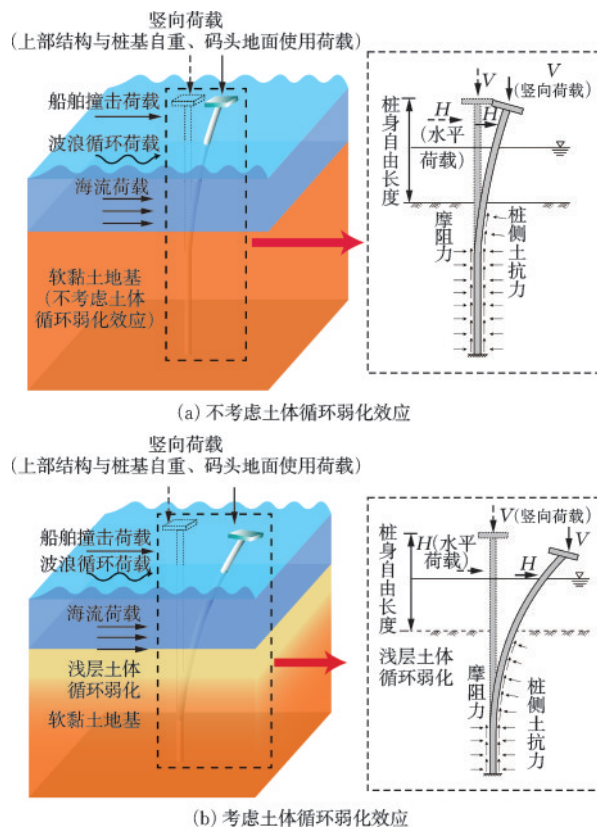 竖向荷载
(上部结构与桩基自重、码头地面使用荷载)
船舶撞击荷载
波浪循环荷载
海流荷载
软黏土地基
(不考虑土体
循环弱化效应)
V
V
(竖向荷载)
H
H
(水平
荷载)
桩身自由长度
摩阻力
桩侧土抗力
(a) 不考虑土体循环弱化效应
竖向荷载
(上部结构与桩基自重、码头地面使用荷载)
船舶撞击荷载
波浪循环荷载
海流荷载
浅层土体
循环弱化
软黏土地基
V(竖向荷载)
V
H(水平
荷载)
H
桩身自由长度
浅层土体
循环弱化
摩阻力
桩侧土抗力
(b) 考虑土体循环弱化效应